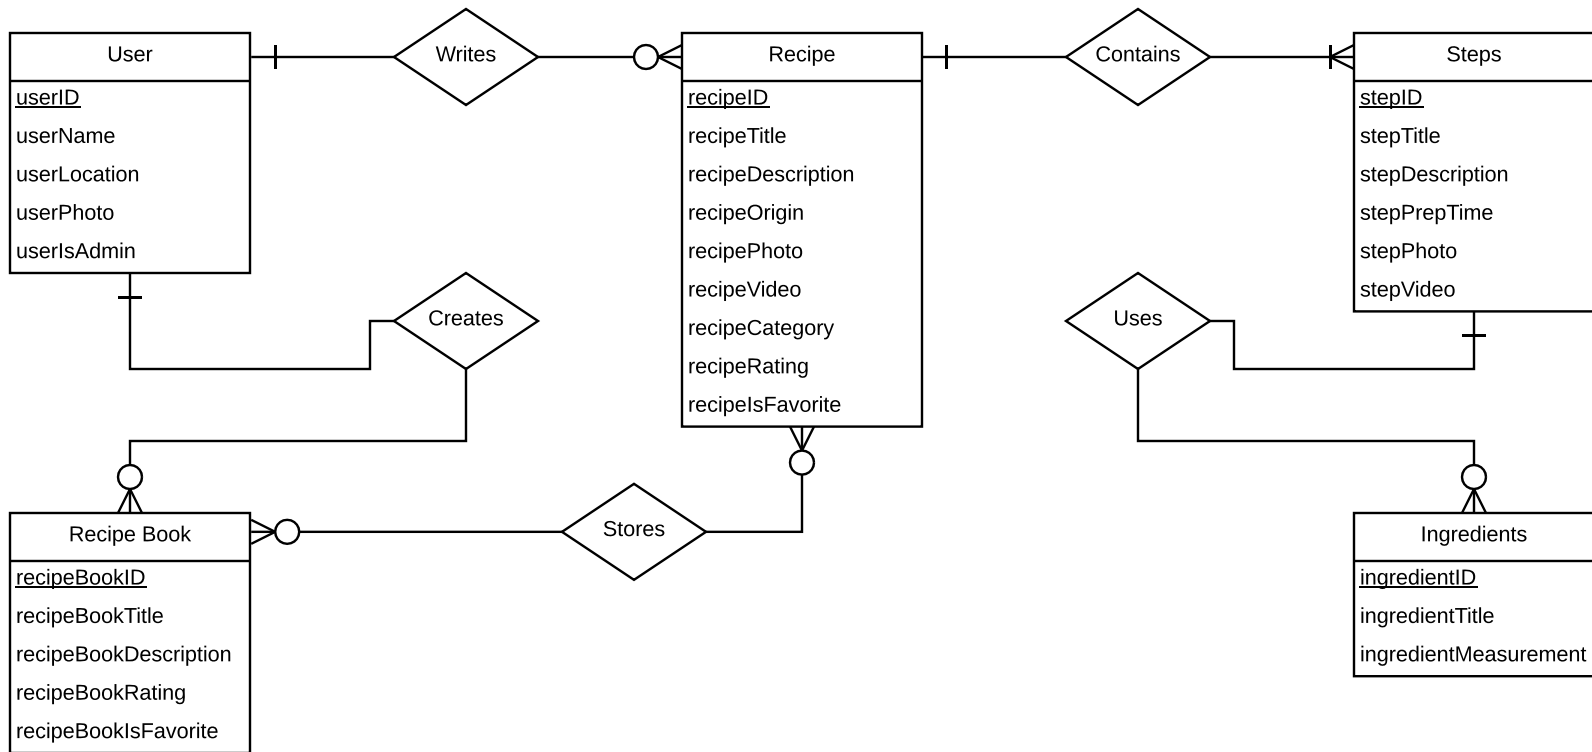 User
userID
userName
userLocation
userPhoto
userIsAdmin
Writes
Recipe
recipeID
recipeTitle
recipeDescription
recipeOrigin
recipePhoto
recipeVideo
recipeCategory
recipeRating
recipeIsFavorite
Contains
Steps
stepID
stepTitle
stepDescription
stepPrepTime
stepPhoto
stepVideo
Creates
Uses
Stores
Recipe Book
recipeBookID
recipeBookTitle
recipeBookDescription
recipeBookRating
recipeBookIsFavorite
Ingredients
ingredientID
ingredientTitle
ingredientMeasurement